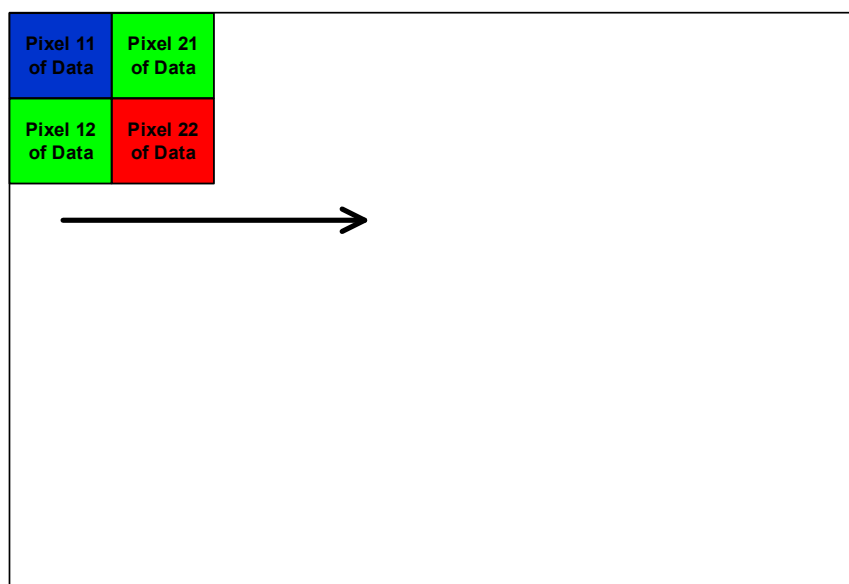 Pixel 11
of Data
Pixel 21
of Data
Pixel 12
of Data
Pixel 22
of Data